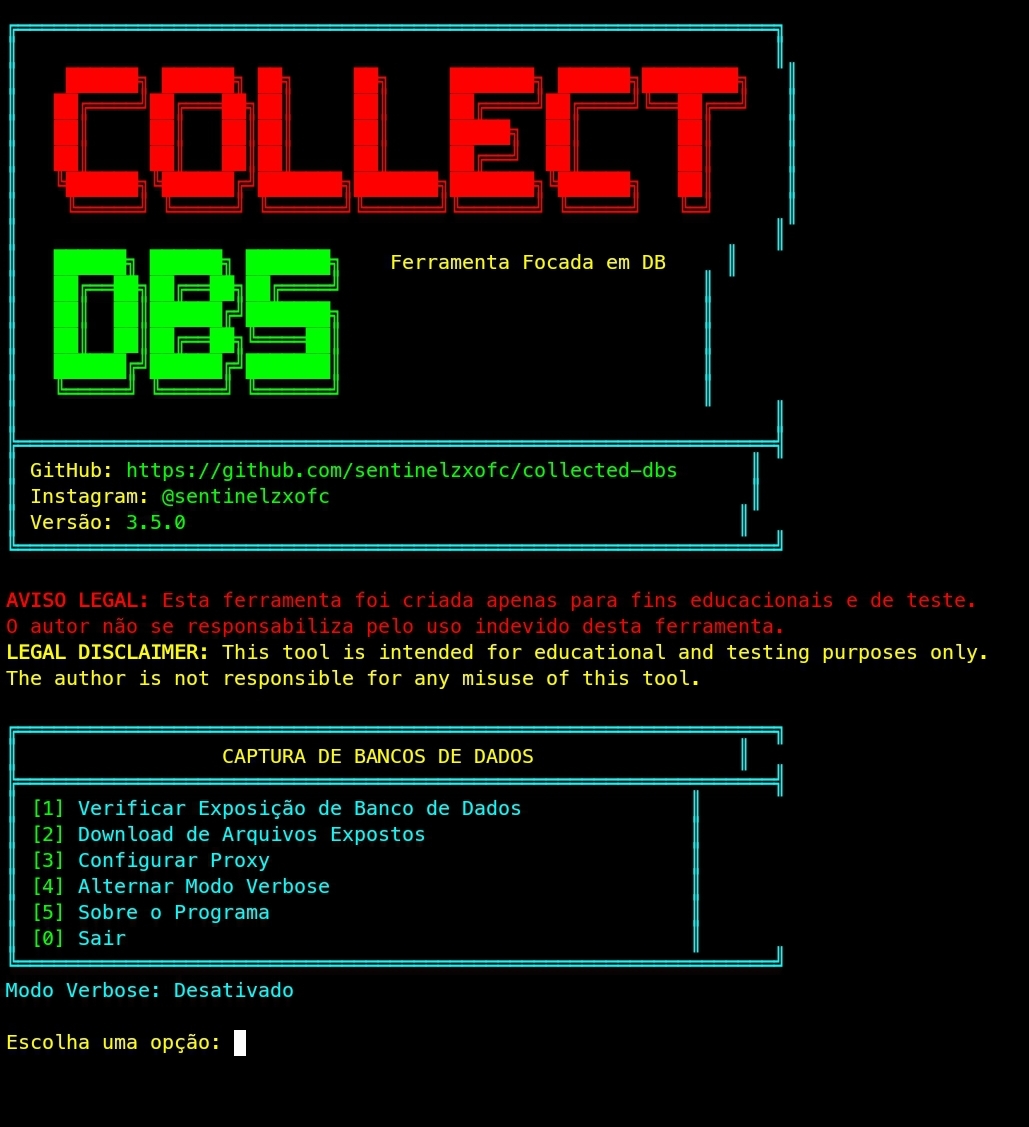 COLLECT
DBS
Ferramenta Focada em DB
GitHub: https://github.com/sentinelzxofc/collected-dbs
Instagram: @sentinelzxofc
Versão: 3.5.0
AVISO LEGAL: Esta ferramenta foi criada apenas para fins educacionais e de teste.
O autor não se responsabiliza pelo uso indevido desta ferramenta.
LEGAL DISCLAIMER: This tool is intended for educational and testing purposes only.
The author is not responsible for any misuse of this tool.
CAPTURA DE BANCOS DE DADOS
[1] Verificar Exposição de Banco de Dados
[2] Download de Arquivos Expostos
[3] Configurar Proxy
[4] Alternar Modo Verbose
[5] Sobre o Programa
[0] Sair
Modo Verbose: Desativado
Escolha uma opção: